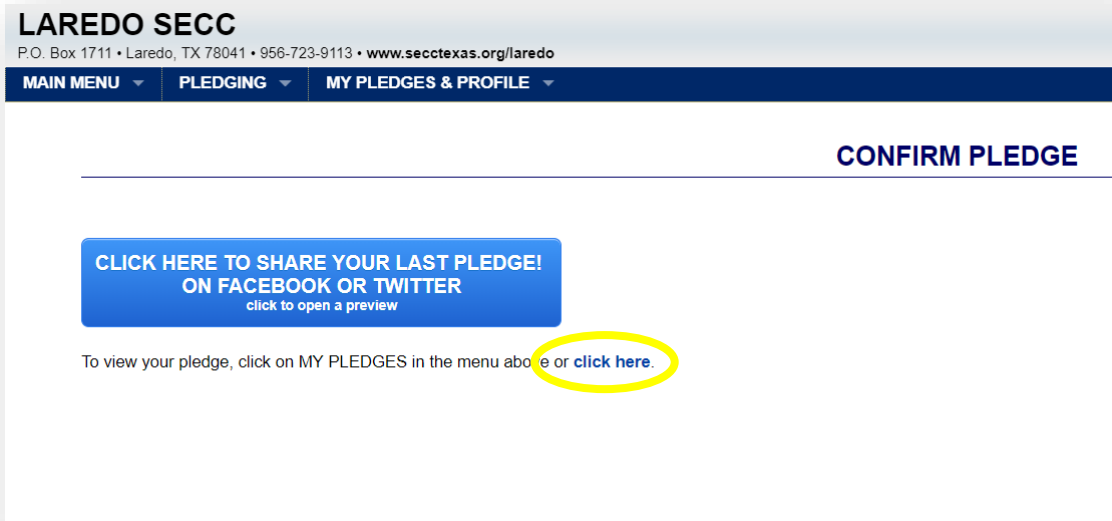 LAREDO SECC
P.O. Box 1711 • Laredo, TX 78041 • 956-723-9113 • www.secctexas.org/laredo
MAIN MENU PLEDGING MY PLEDGES & PROFILE
CONFIRM PLEDGE
CLICK HERE TO SHARE YOUR LAST PLEDGE!
ON FACEBOOK OR TWITTER
click to open a preview
To view your pledge, click on MY PLEDGES in the menu above or click here.